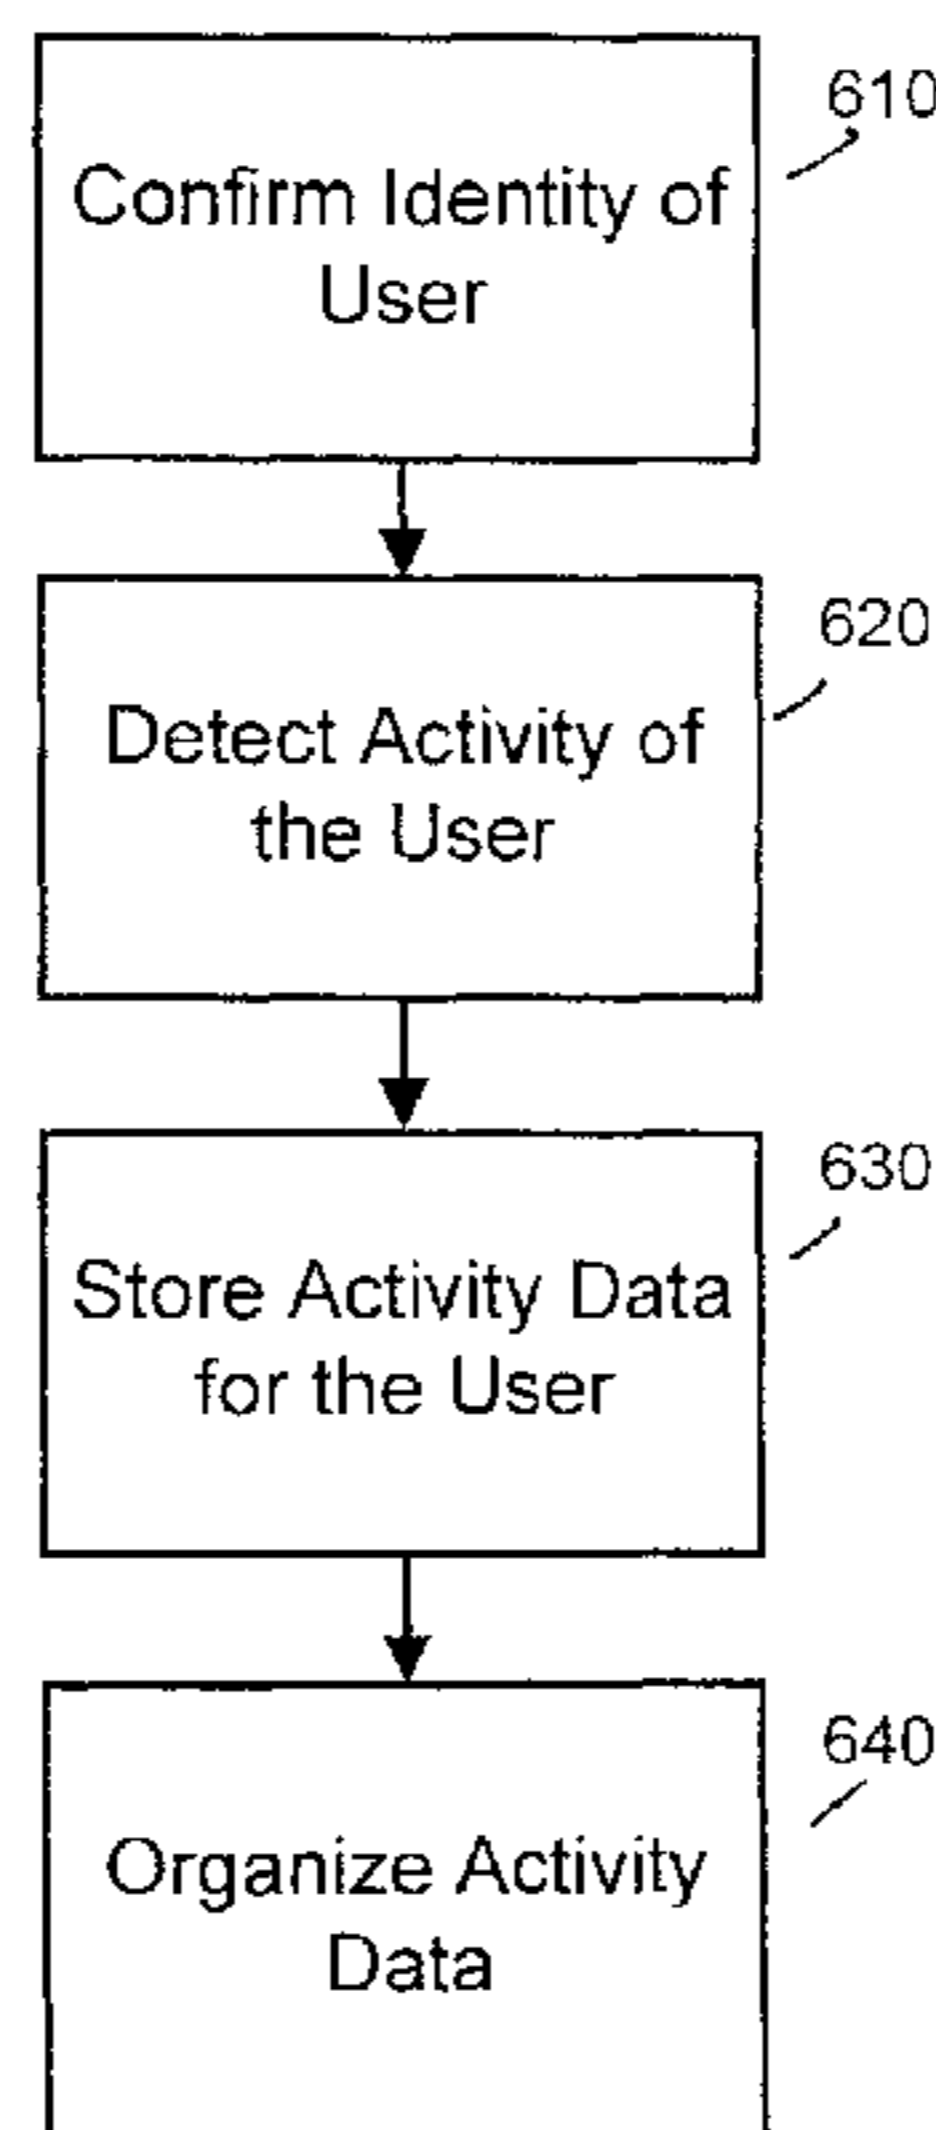 610
Confirm Identity of
User
620
Detect Activity of
the User
630
Store Activity Data
for the User
640
Organize Activity
Data